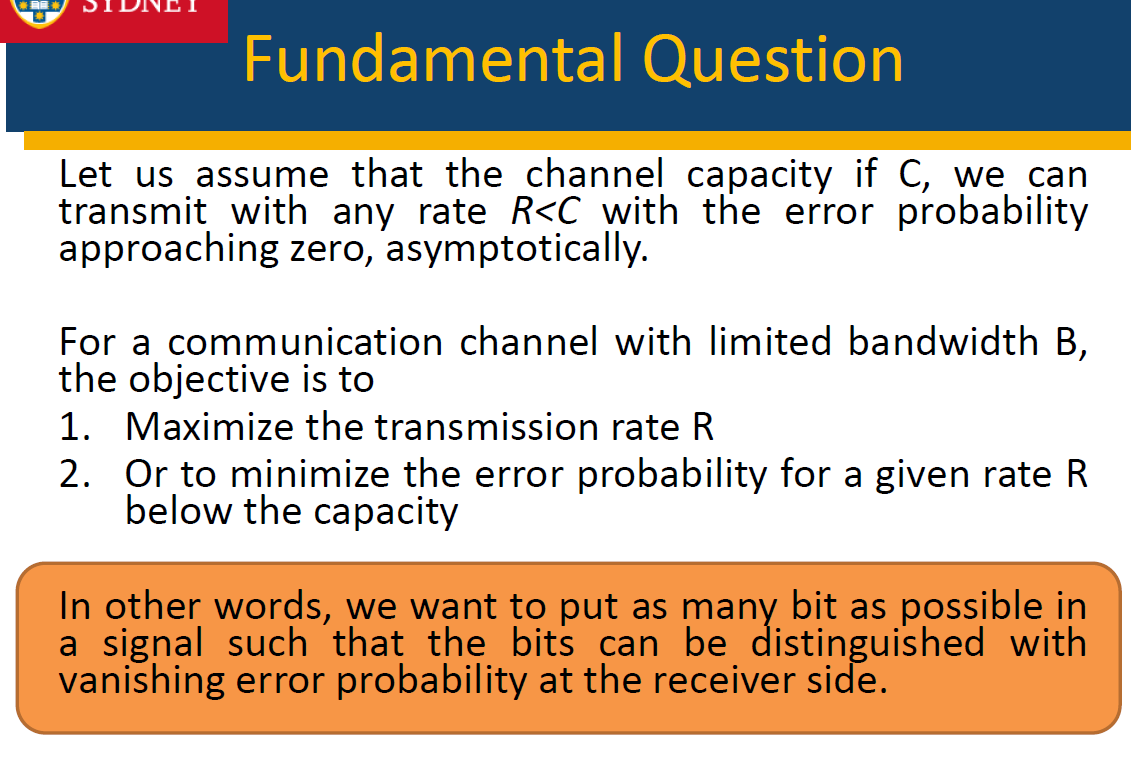 SYDNEY
Fundamental Question
Let us assume that the channel capacity if C, we can
transmit with any rate R<C with the error probability
approaching zero, asymptotically.
For a communication channel with limited bandwidth B,
the objective is to
1. Maximize the transmission rate R
2. Or to minimize the error probability for a given rate R
below the capacity
In other words, we want to put as many bit as possible in
a signal such that the bits can be distinguished with
vanishing error probability at the receiver side.